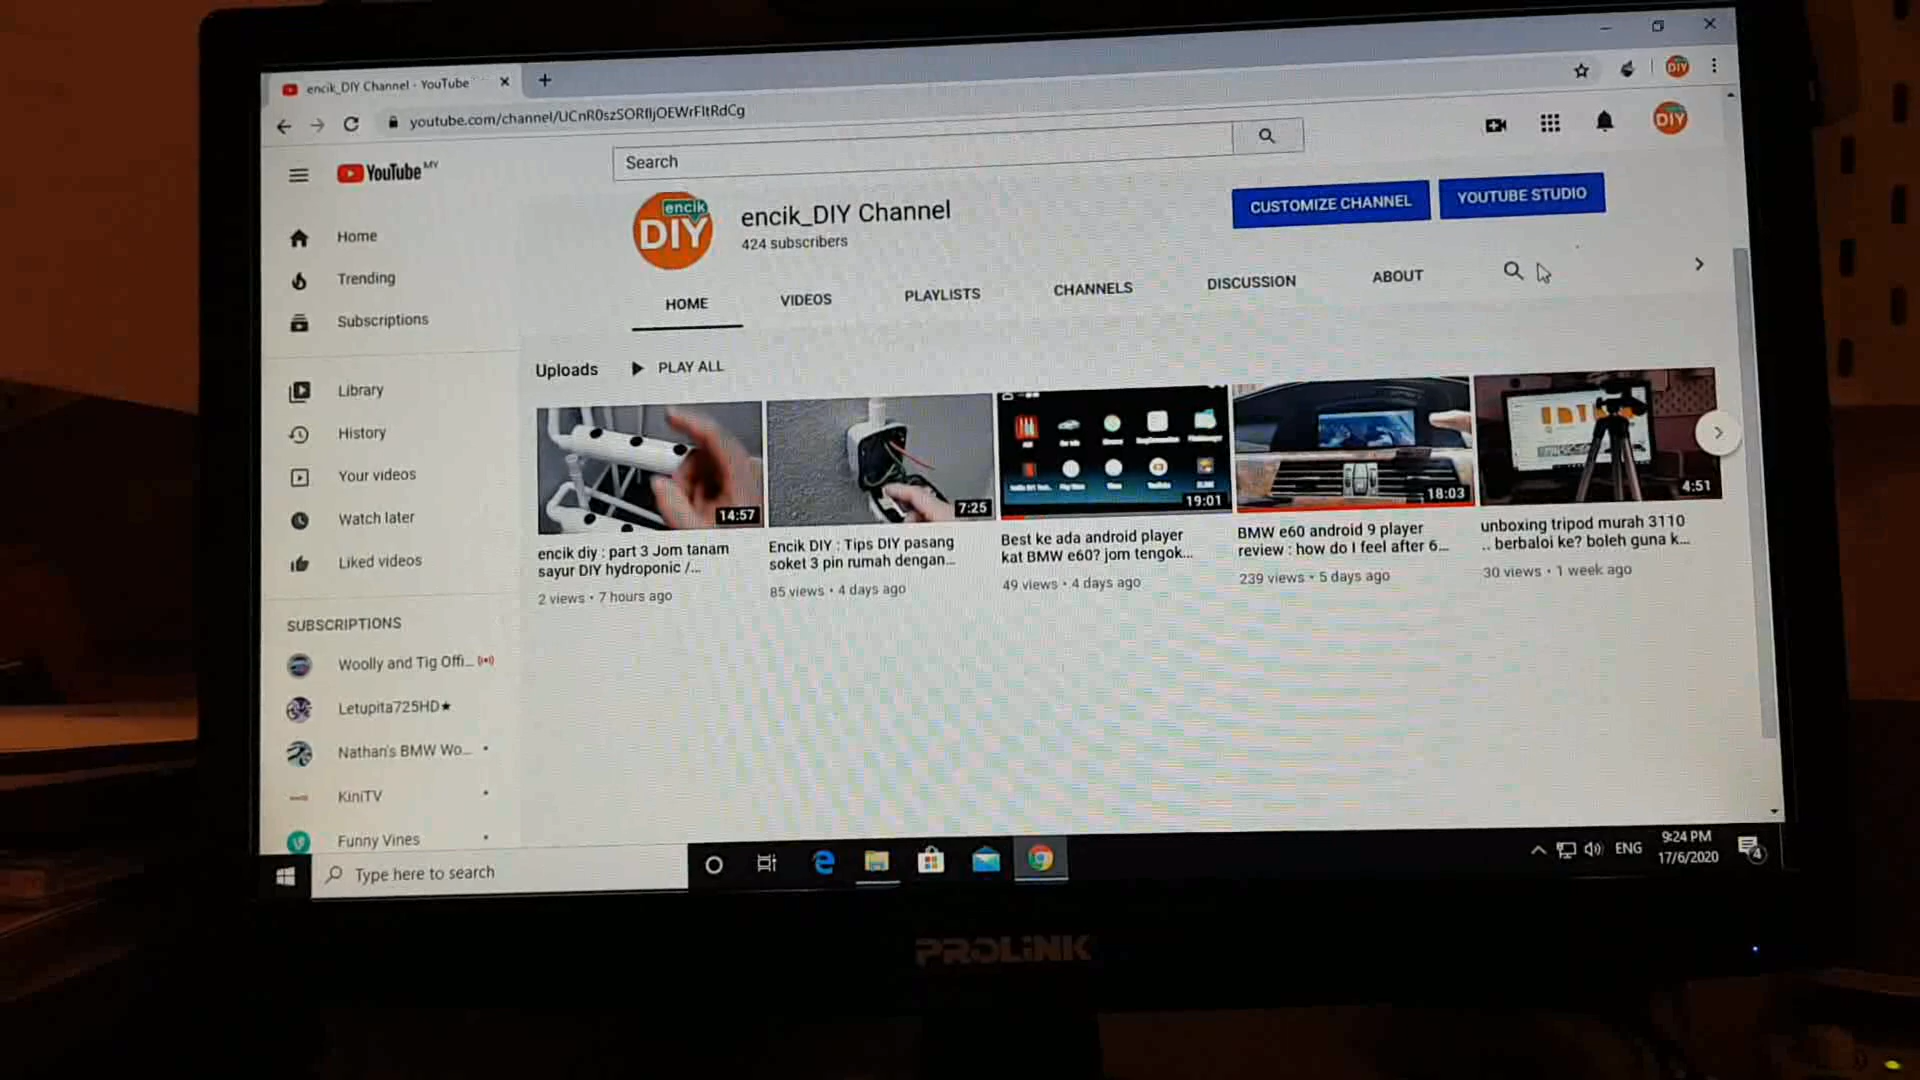 encik_DIY Channel - YouTube
youtube.com/channel/
YouTube MY
Search
DIY
DIY
encik
DIY
encik_DIY Channel
424 subscribers
CUSTOMIZE CHANNEL
YOUTUBE STUDIO
HOME
VIDEOS
PLAYLISTS
CHANNELS
DISCUSSION
ABOUT
Home
Trending
Subscriptions
Library
History
Your videos
Watch later
Liked videos
SUBSCRIPTIONS
Woolly and Tig Offi...
Letupita725HD★
Nathan's BMW Wo...
KiniTV
Funny Vines
Uploads
PLAY ALL
14:57
encik diy : part 3 Jom tanam
sayur DIY hydroponic /...
2 views • 7 hours ago
7:25
Encik DIY : Tips DIY pasang
soket 3 pin rumah dengan...
85 views • 4 days ago
19:01
Best ke ada android player
kat BMW e60? jom tengok...
49 views • 4 days ago
18:03
BMW e60 android 9 player
review : how do I feel after 6...
239 views • 5 days ago
4:51
unboxing tripod murah 3110
.. berbaloi ke? boleh guna k...
30 views • 1 week ago
Type here to search
ENG
9:24 PM
17/6/2020
4
PROLiNK